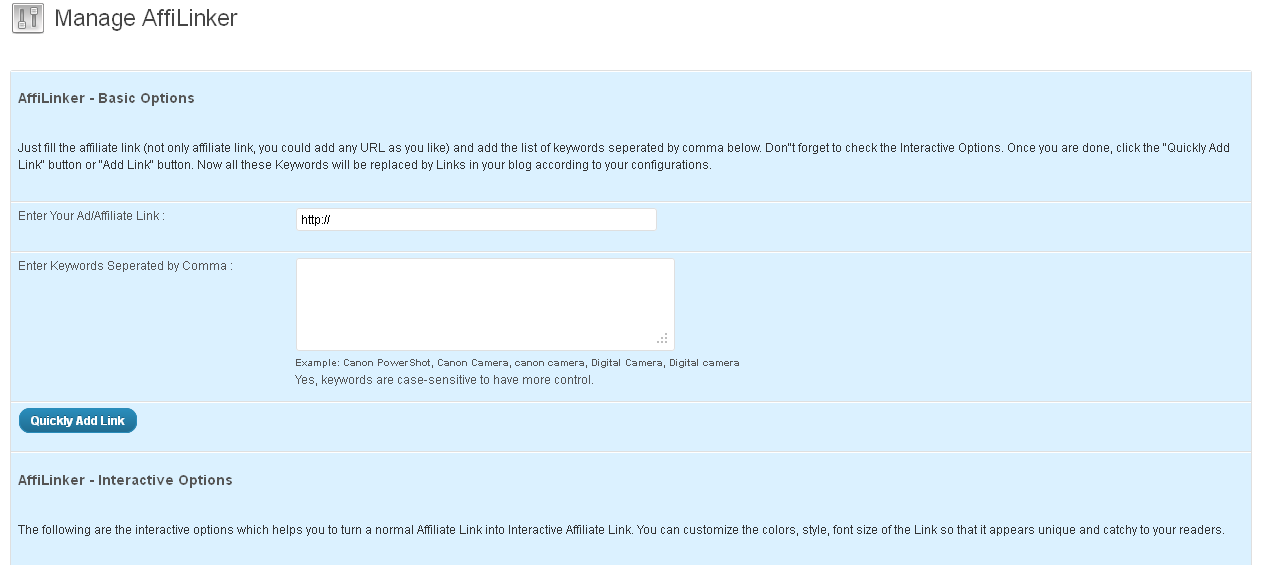 Manage AffiLinker
AffiLinker - Basic Options
Just fill the affiliate link (not only affiliate link, you could add any URL as you like) and add the list of keywords seperated by comma below. Don"t forget to check the Interactive Options. Once you are done, click the "Quickly Add
Link" button or "Add Link" button. Now all these Keywords will be replaced by Links in your blog according to your configurations.
Enter Your Ad/Affiliate Link :
http://
Enter Keywords Seperated by Comma :
Example: Canon PowerShot, Canon Camera, canon camera, Digital Camera, Digital camera
Yes, keywords are case-sensitive to have more control.
Quickly Add Link
AffiLinker - Interactive Options
The following are the interactive options which helps you to turn a normal Affiliate Link into Interactive Affiliate Link. You can customize the colors, style, font size of the Link so that it appears unique and catchy to your readers.